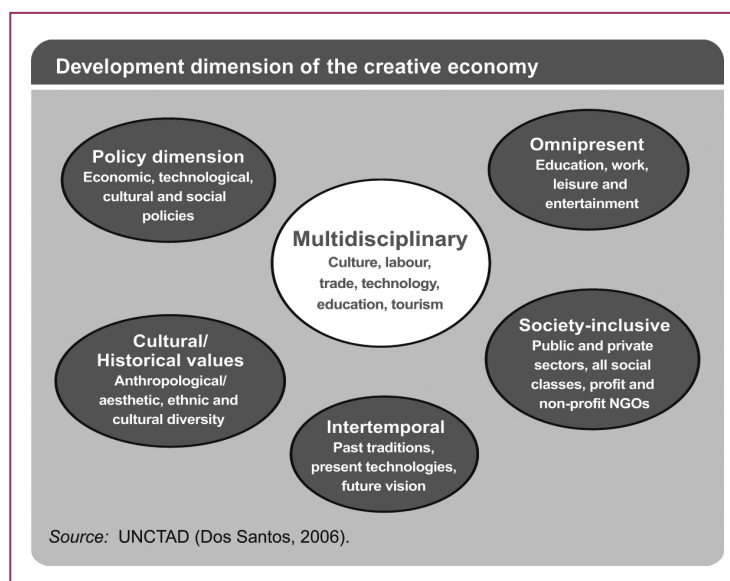 Development dimension of the creative economy
Policy dimension
Economic, technological,
cultural and social
policies
Omnipresent
Education, work,
leisure and
entertainment
Multidisciplinary
Culture, labour,
trade, technology,
education, tourism
Cultural/
Historical values
Anthropological/
aesthetic, ethnic and
cultural diversity
Society-inclusive
Public and private
sectors, all social
classes, profit and
non-profit NGOs
Intertemporal
Past traditions,
present technologies,
future vision
Source: UNCTAD (Dos Santos, 2006).